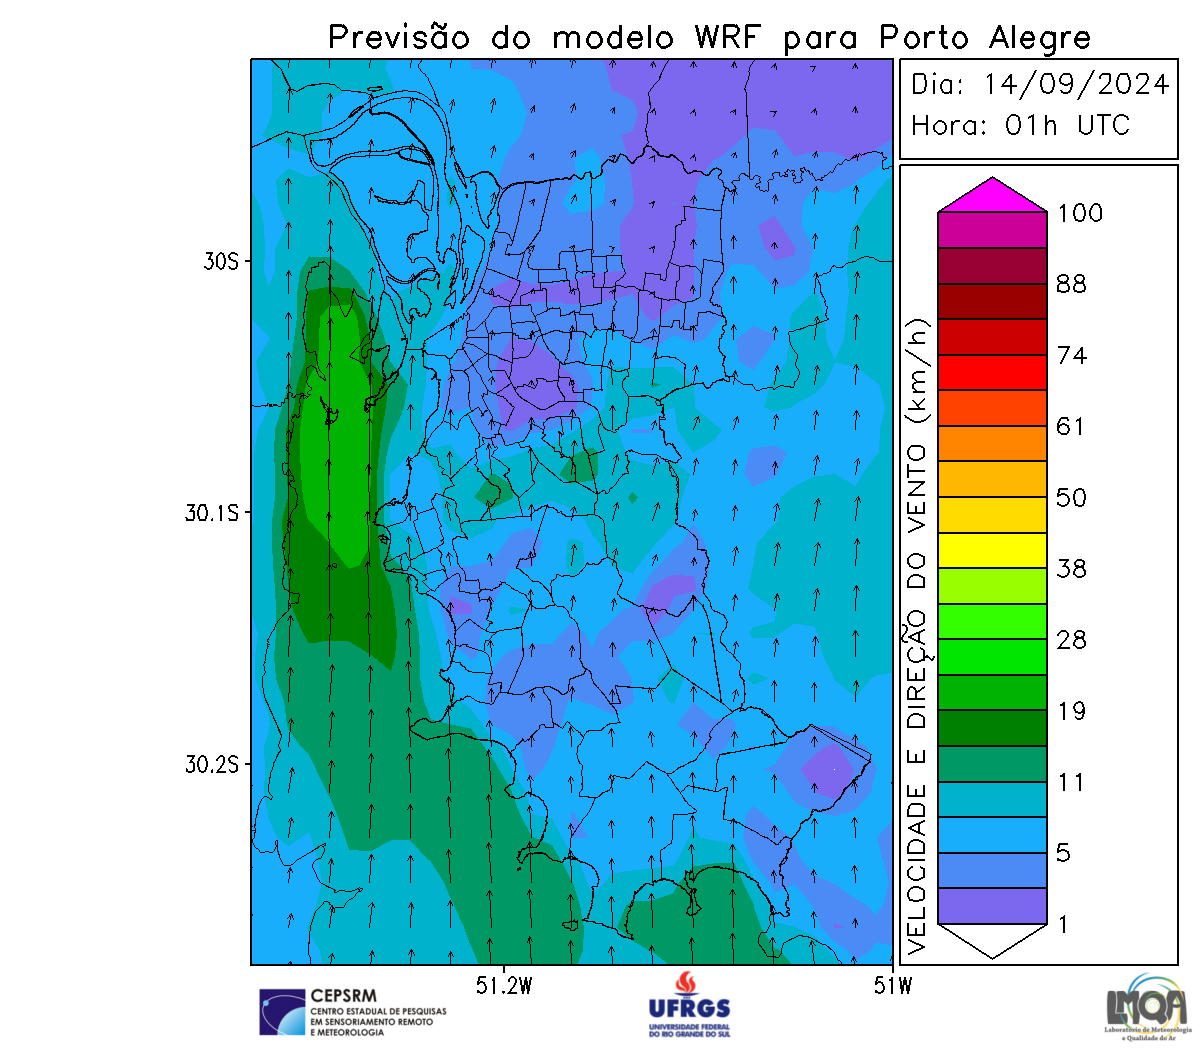 Previsão do modelo WRF para Porto Alegre
Dia: 14/09/2024
Hora: 01h UTC
30S
30.1S
30.2S
51.2W
51W
VELOCIDADE E DIREÇÃO DO VENTO (km/h)
100
88
74
61
50
38
28
19
11
5
1
CEPSRM
CENTRO ESTADUAL DE PESQUISAS
EM SENSORIAMENTO REMOTO
E METEOROLOGIA
UFRGS
UNIVERSIDADE FEDERAL
DO RIO GRANDE DO SUL
LMQA
Laboratório de Meteorologia
e Qualidade do Ar